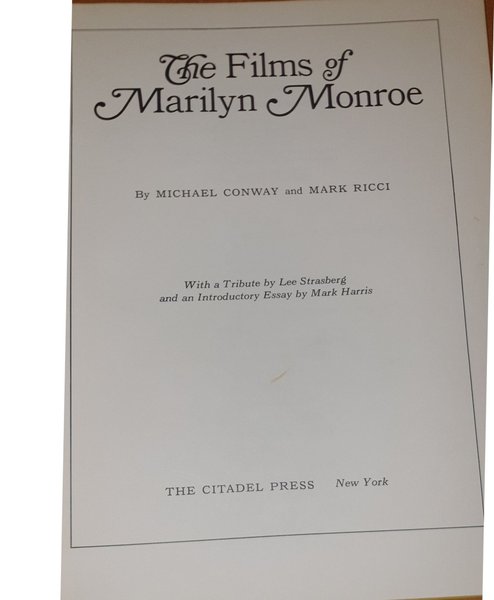 The Films of
Marilyn Monroe
By MICHAEL CONWAY and MARK RICCI
With a Tribute by Lee Strasberg
and an Introductory Essay by Mark Harris
THE CITADEL PRESS New York